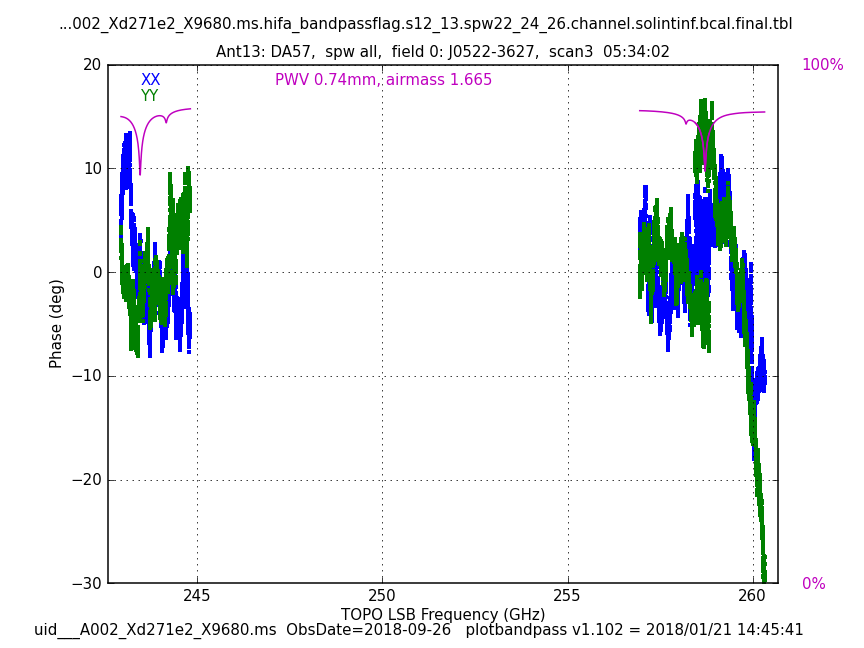 ...002_Xd271e2_X9680.ms.hifa_bandpassflag.s12_13.spw22_24_26.channel.solintinf.bcal.final.tbl
Ant13: DA57, spw all, field 0: J0522-3627, scan3 05:34:02
20
100%
XX
PWV 0.74mm, airmass 1.665
YY
10
0
Phase (deg)
−10
−20
−30
0%
245
250
255
260
TOPO LSB Frequency (GHz)
uid___A002_Xd271e2_X9680.ms ObsDate=2018-09-26 plotbandpass v1.102 = 2018/01/21 14:45:41